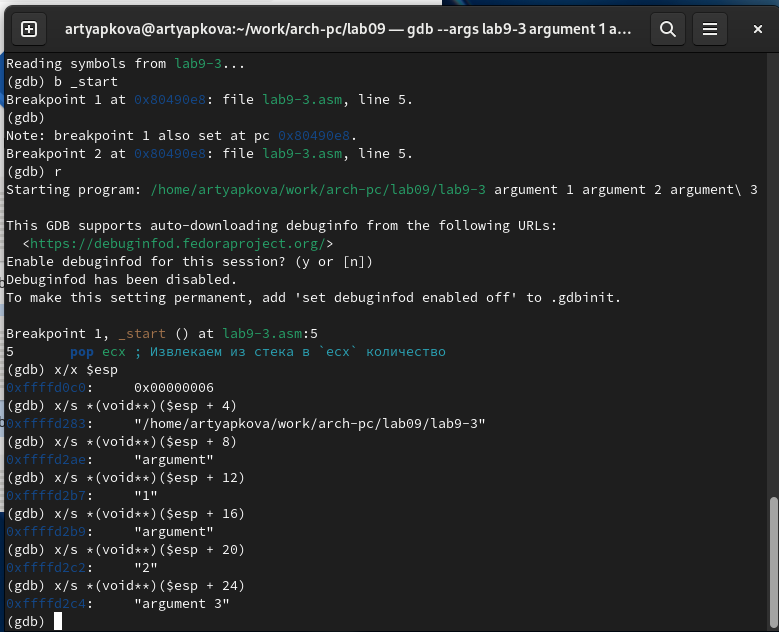 artyapkova@artyapkova:~/work/arch-pc/lab09 — gdb --args lab9-3 argument 1 a...
Reading symbols from lab9-3...
(gdb) b _start
Breakpoint 1 at 0x80490e8: file lab9-3.asm, line 5.
(gdb)
Note: breakpoint 1 also set at pc 0x80490e8.
Breakpoint 2 at 0x80490e8: file lab9-3.asm, line 5.
(gdb) r
Starting program: /home/artyapkova/work/arch-pc/lab09/lab9-3 argument 1 argument 2 argument\ 3
This GDB supports auto-downloading debuginfo from the following URLs:
  <https://debuginfod.fedoraproject.org/>
Enable debuginfod for this session? (y or [n])
Debuginfod has been disabled.
To make this setting permanent, add 'set debuginfod enabled off' to .gdbinit.
Breakpoint 1, _start () at lab9-3.asm:5
5       pop ecx ; Извлекаем из стека в `ecx` количество
(gdb) x/x $esp
0xffffd0c0:     0x00000006
(gdb) x/s *(void**)($esp + 4)
0xffffd283:     "/home/artyapkova/work/arch-pc/lab09/lab9-3"
(gdb) x/s *(void**)($esp + 8)
0xffffd2ae:     "argument"
(gdb) x/s *(void**)($esp + 12)
0xffffd2b7:     "1"
(gdb) x/s *(void**)($esp + 16)
0xffffd2b9:     "argument"
(gdb) x/s *(void**)($esp + 20)
0xffffd2c2:     "2"
(gdb) x/s *(void**)($esp + 24)
0xffffd2c4:     "argument 3"
(gdb)